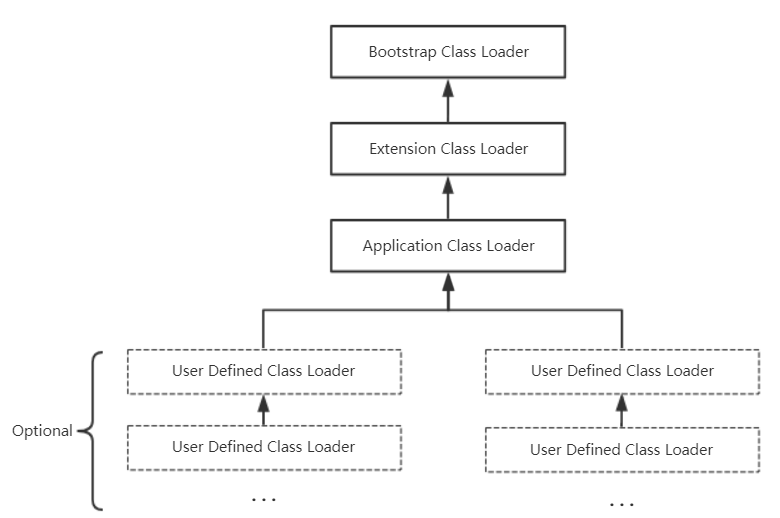 Bootstrap Class Loader
Extension Class Loader
Application Class Loader
User Defined Class Loader
User Defined Class Loader
Optional
User Defined Class Loader
User Defined Class Loader
...
...